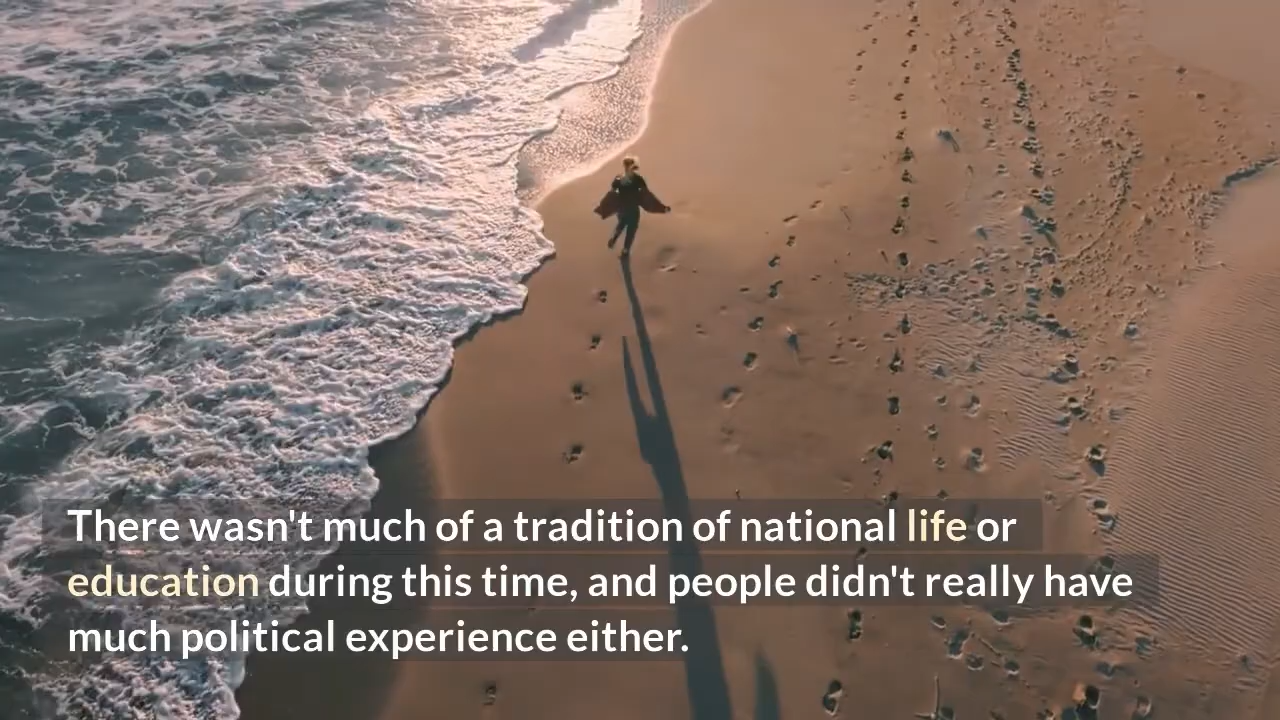 There wasn't much of a tradition of national life or
education during this time, and people didn't really have
much political experience either.